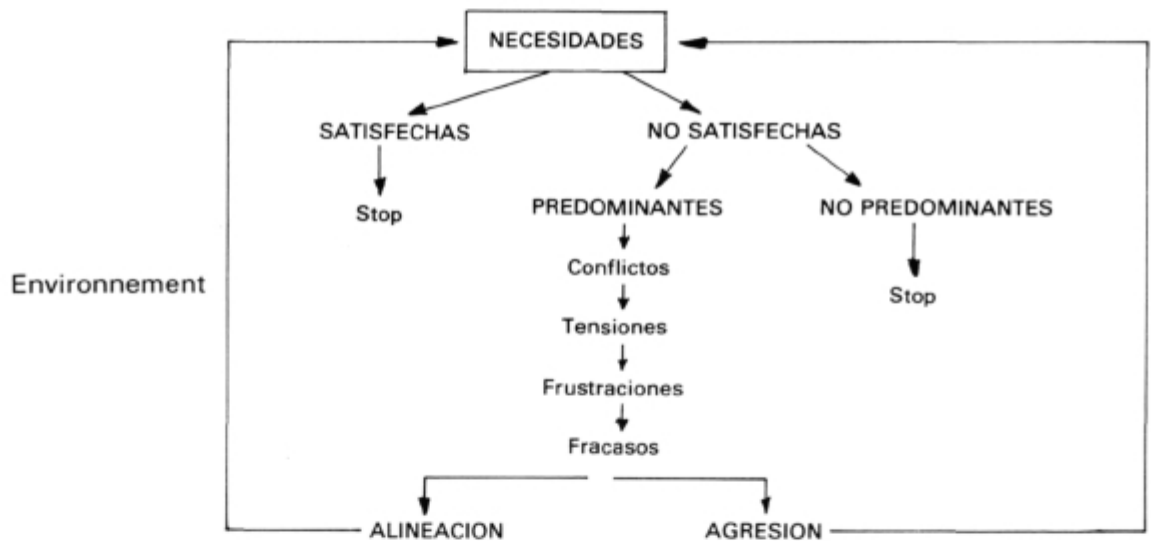 NECESIDADES
SATISFECHAS
NO SATISFECHAS
Stop
PREDOMINANTES
NO PREDOMINANTES
Conflictos
Environnement
Stop
Tensiones
Frustraciones
Fracasos
ALINEACION
AGRESION